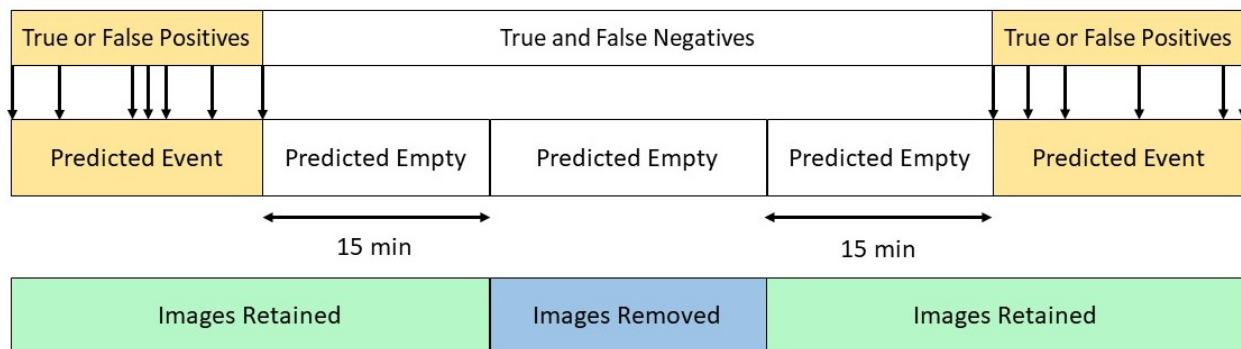 True or False Positives
True and False Negatives
True or False Positives
Predicted Event
Predicted Empty
Predicted Empty
Predicted Empty
Predicted Event
15 min
15 min
Images Retained
Images Removed
Images Retained